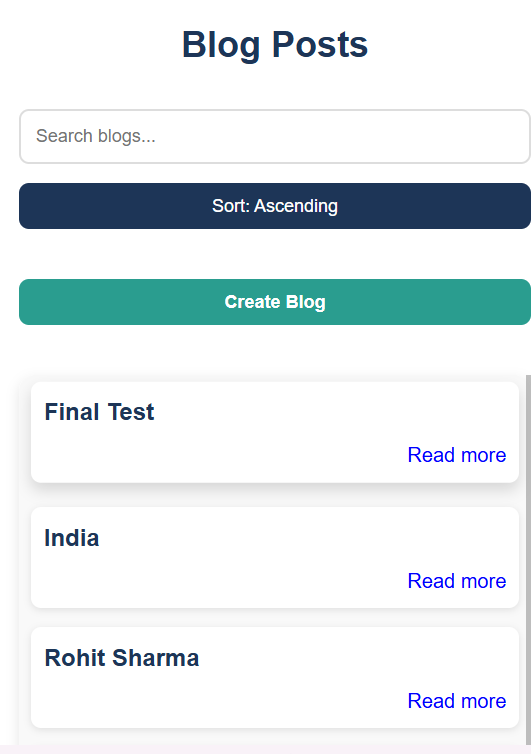 Blog Posts
Search blogs...
Sort: Ascending
Create Blog
Final Test
Read more
India
Read more
Rohit Sharma
Read more